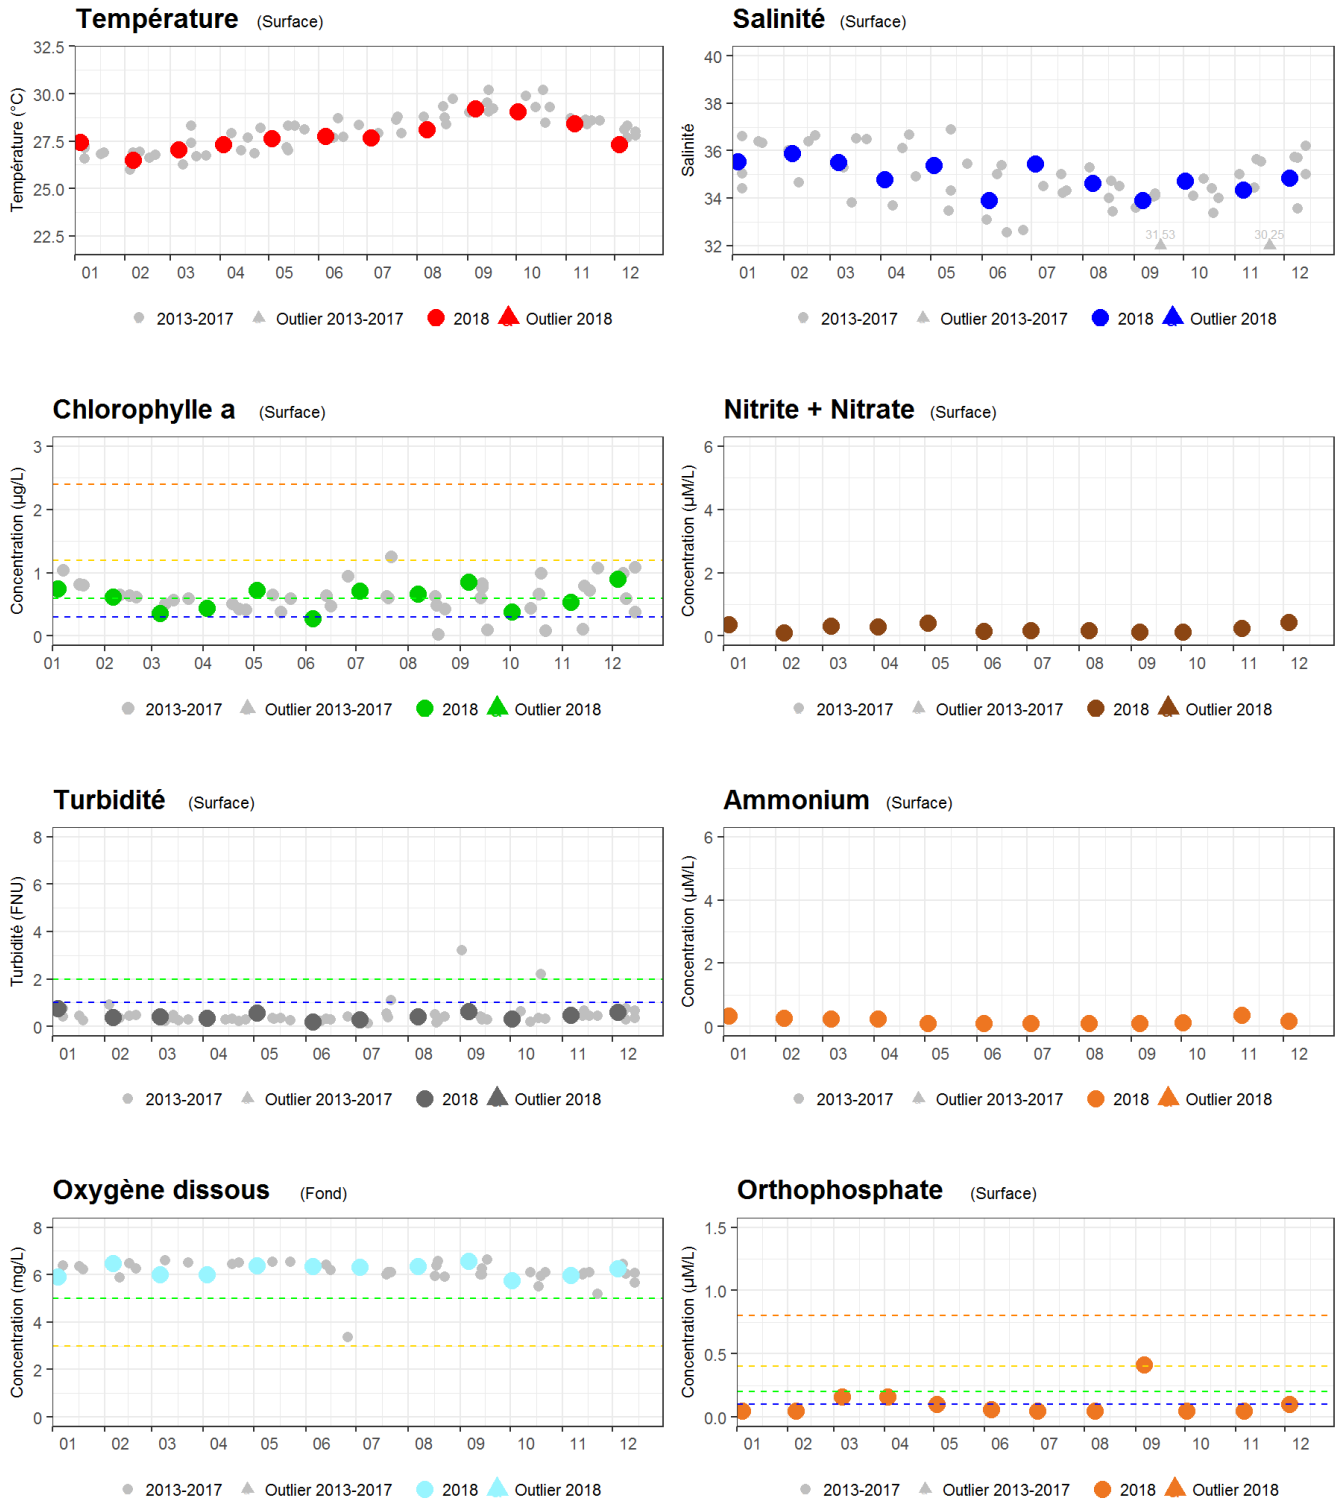 Température (Surface)
Température (°C)
32.5
30.0
27.5
25.0
22.5
01 02 03 04 05 06 07 08 09 10 11 12
2013-2017 Outlier 2013-2017 2018 Outlier 2018
Salinité (Surface)
Salinité
40
38
36
34
32
31.53 30.25
01 02 03 04 05 06 07 08 09 10 11 12
2013-2017 Outlier 2013-2017 2018 Outlier 2018
Chlorophylle a (Surface)
Concentration (µg/L)
3
2
1
0
01 02 03 04 05 06 07 08 09 10 11 12
2013-2017 Outlier 2013-2017 2018 Outlier 2018
Nitrite + Nitrate (Surface)
Concentration (µM/L)
6
4
2
0
01 02 03 04 05 06 07 08 09 10 11 12
2013-2017 Outlier 2013-2017 2018 Outlier 2018
Turbidité (Surface)
Turbidité (FNU)
8
6
4
2
0
01 02 03 04 05 06 07 08 09 10 11 12
2013-2017 Outlier 2013-2017 2018 Outlier 2018
Ammonium (Surface)
Concentration (µM/L)
6
4
2
0
01 02 03 04 05 06 07 08 09 10 11 12
2013-2017 Outlier 2013-2017 2018 Outlier 2018
Oxygène dissous (Fond)
Concentration (mg/L)
8
6
4
2
0
01 02 03 04 05 06 07 08 09 10 11 12
2013-2017 Outlier 2013-2017 2018 Outlier 2018
Orthophosphate (Surface)
Concentration (µM/L)
1.5
1.0
0.5
0.0
01 02 03 04 05 06 07 08 09 10 11 12
2013-2017 Outlier 2013-2017 2018 Outlier 2018